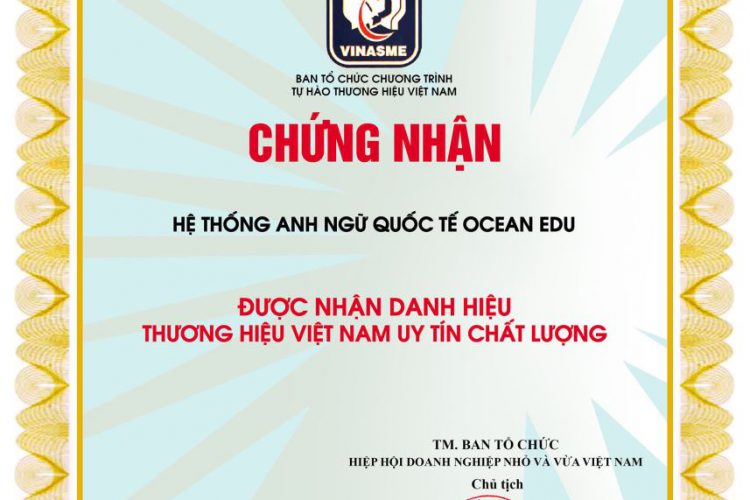 VINASME
BAN TỔ CHỨC CHƯƠNG TRÌNH
TỰ HÀO THƯƠNG HIỆU VIỆT NAM
CHỨNG NHẬN
HỆ THỐNG ANH NGỮ QUỐC TẾ OCEAN EDU
ĐƯỢC NHẬN DANH HIỆU
THƯƠNG HIỆU VIỆT NAM UY TÍN CHẤT LƯỢNG
TM. BAN TỔ CHỨC
HIỆP HỘI DOANH NGHIỆP NHỎ VÀ VỪA VIỆT NAM
Chủ tịch